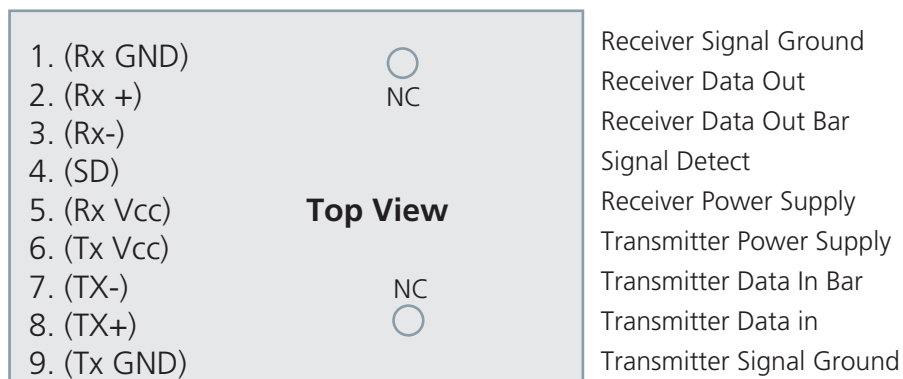 1. (Rx GND)
NC
2. (Rx +)
3. (Rx-)
4. (SD)
5. (Rx Vcc)
Top View
6. (Tx Vcc)
7. (TX-)
NC
8. (TX+)
9. (Tx GND)
Receiver Signal Ground
Receiver Data Out
Receiver Data Out Bar
Signal Detect
Receiver Power Supply
Transmitter Power Supply
Transmitter Data In Bar
Transmitter Data in
Transmitter Signal Ground